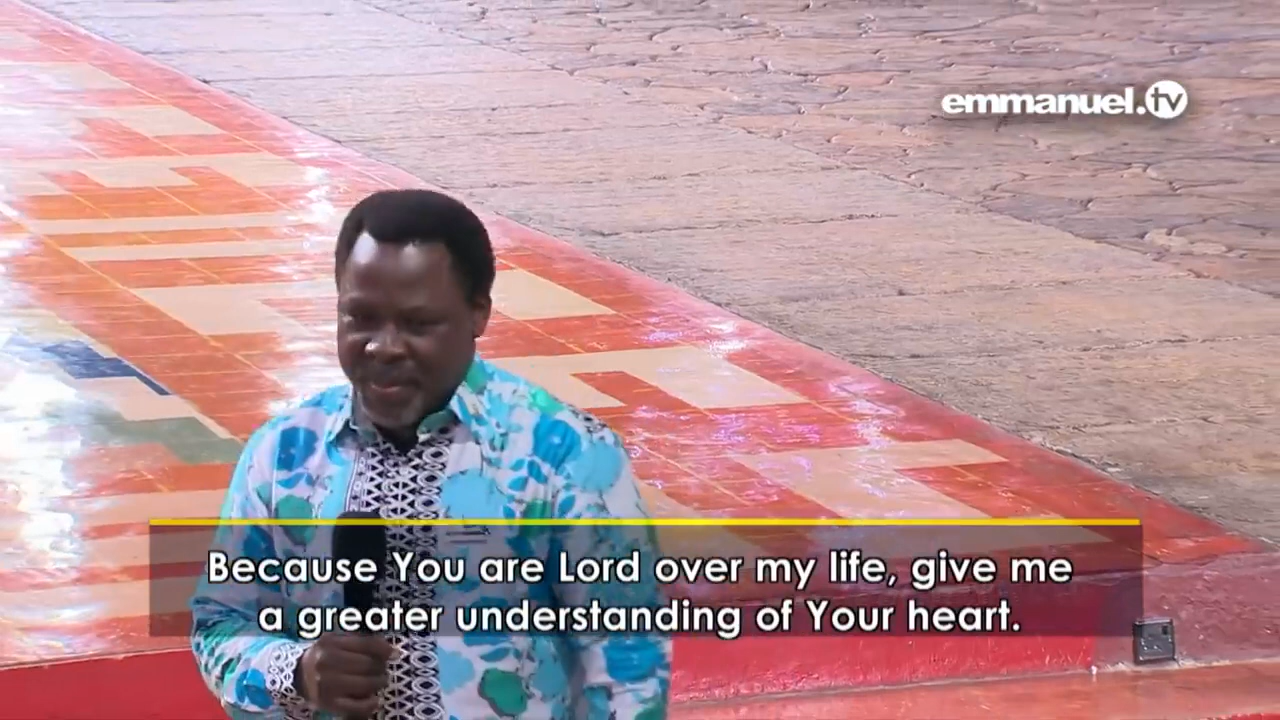 emmanuel.tv
Because You are Lord over my life, give me
a greater understanding of Your heart.